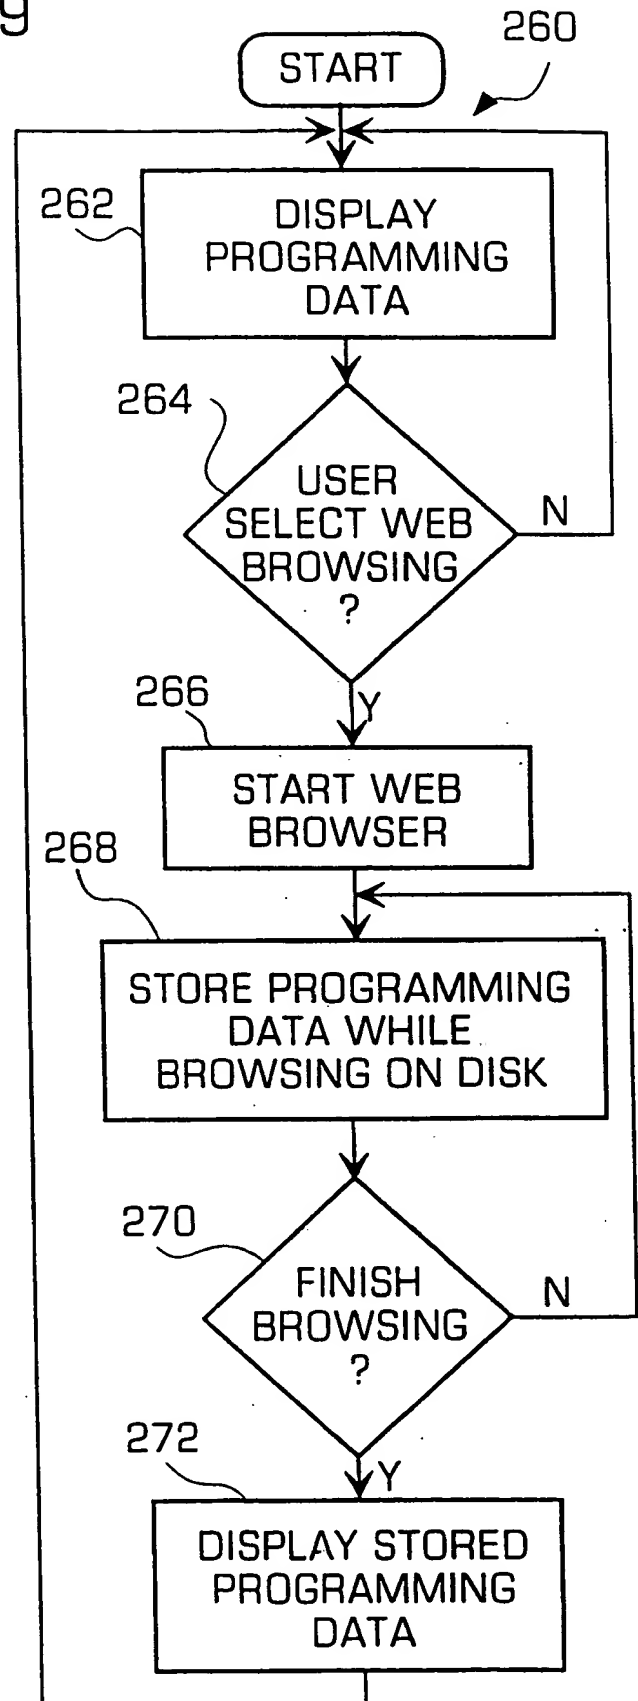 g
260
START
262
DISPLAY
PROGRAMMING
DATA
264
USER
SELECT WEB
BROWSING
?
N
Y
266
START WEB
BROWSER
268
STORE PROGRAMMING
DATA WHILE
BROWSING ON DISK
270
FINISH
BROWSING
?
N
Y
272
DISPLAY STORED
PROGRAMMING
DATA